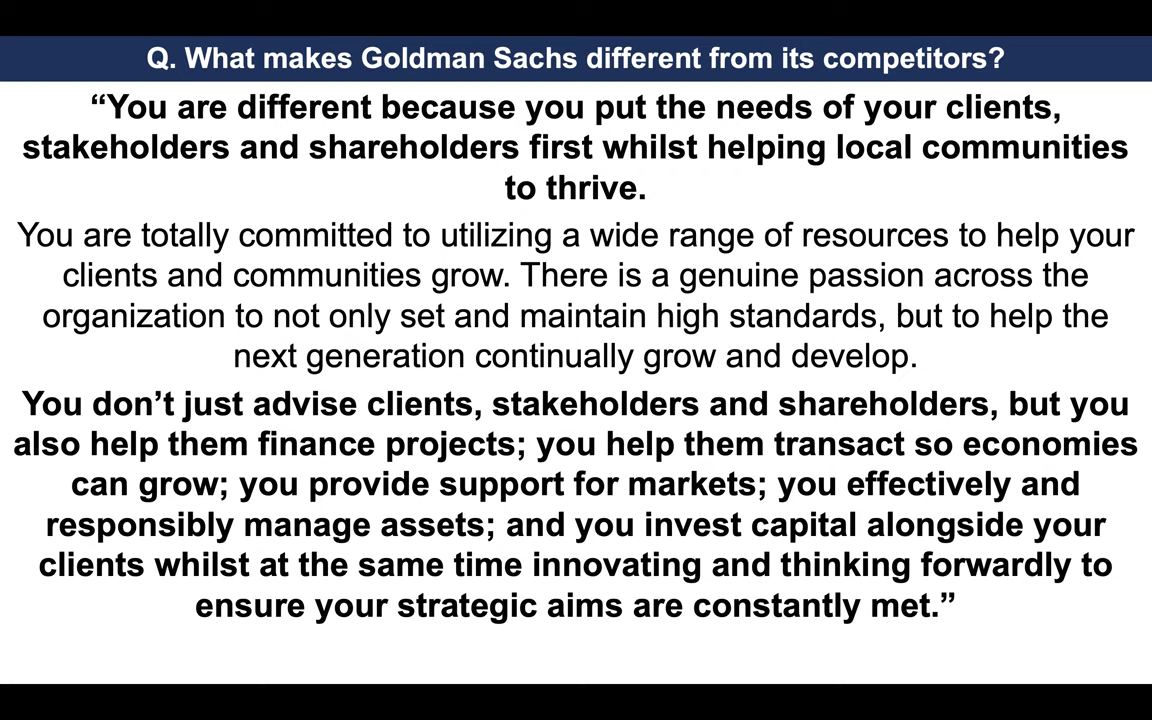 Q. What makes Goldman Sachs different from its competitors?
“You are different because you put the needs of your clients,
stakeholders and shareholders first whilst helping local communities
to thrive.
You are totally committed to utilizing a wide range of resources to help your
clients and communities grow. There is a genuine passion across the
organization to not only set and maintain high standards, but to help the
next generation continually grow and develop.
You don’t just advise clients, stakeholders and shareholders, but you
also help them finance projects; you help them transact so economies
can grow; you provide support for markets; you effectively and
responsibly manage assets; and you invest capital alongside your
clients whilst at the same time innovating and thinking forwardly to
ensure your strategic aims are constantly met.”